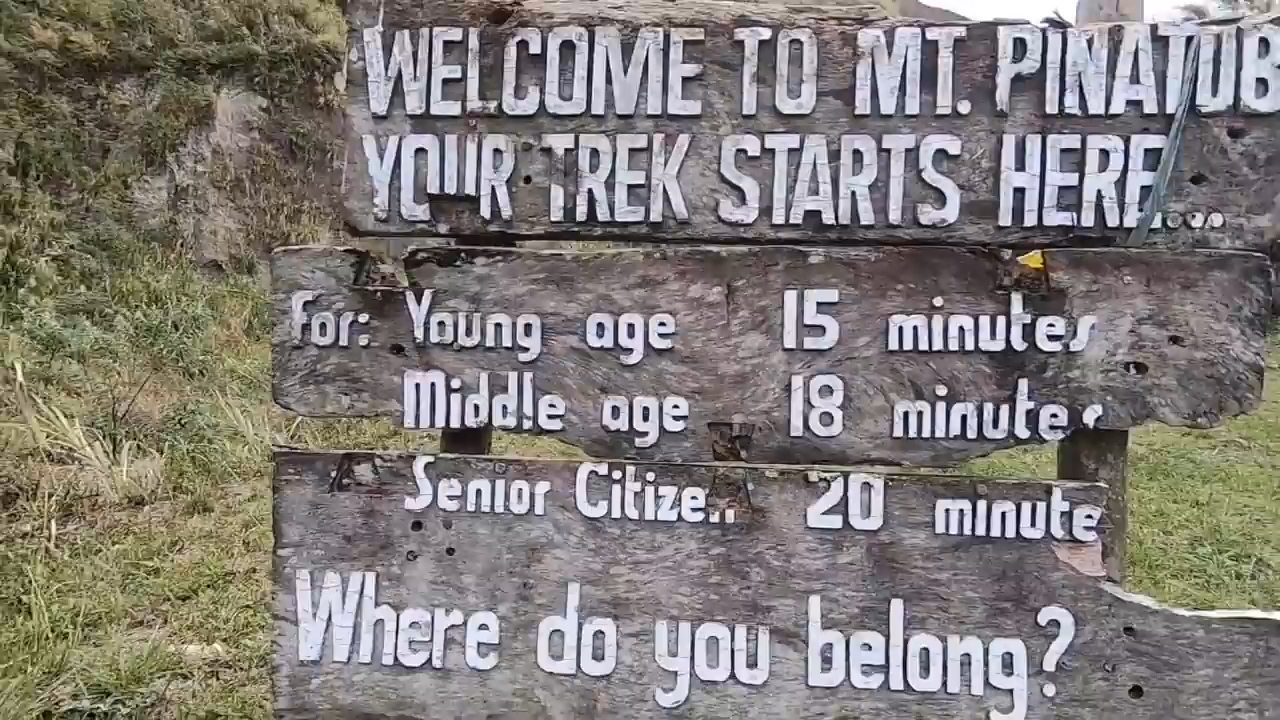 WELCOME TO MT. PINATUB
YOUR TREK STARTS HERE...
For: Young age 15 minutes
Middle age 18 minutes
Senior Citizen 20 minute
Where do you belong?